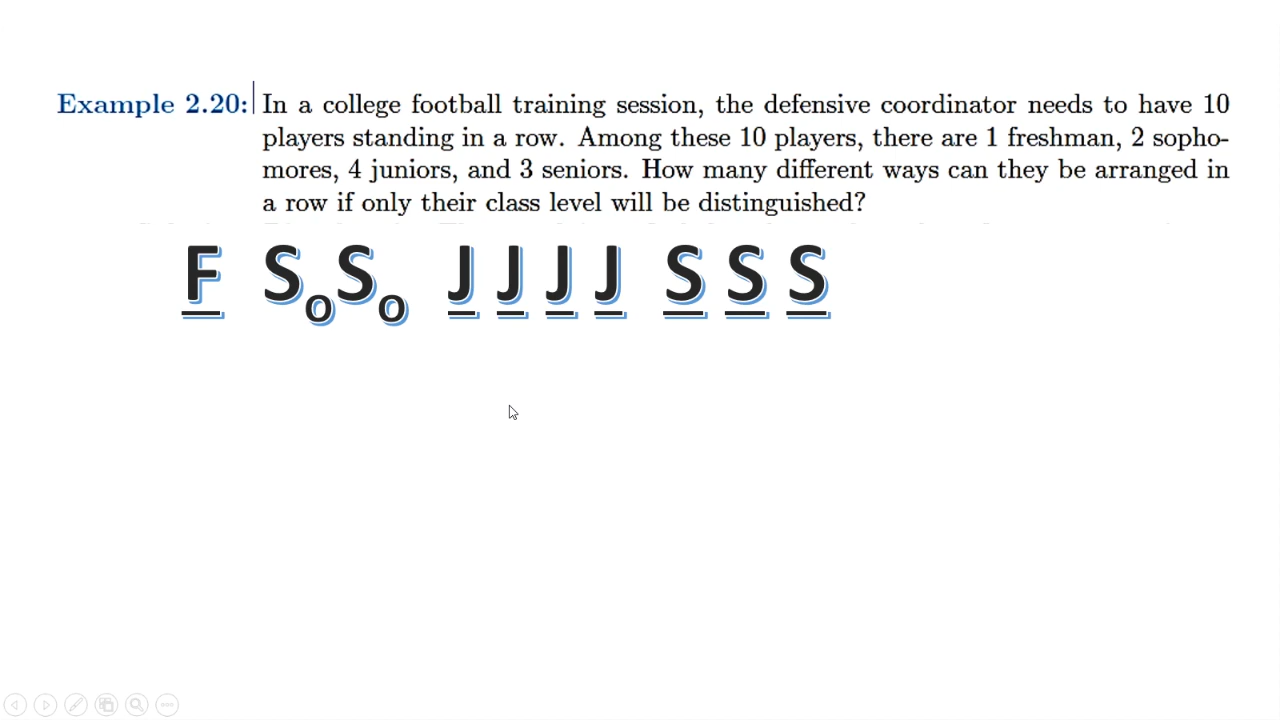 Example 2.20: In a college football training session, the defensive coordinator needs to have 10
players standing in a row. Among these 10 players, there are 1 freshman, 2 sopho-
mores, 4 juniors, and 3 seniors. How many different ways can they be arranged in
a row if only their class level will be distinguished?
F SoSo J J J J S S S